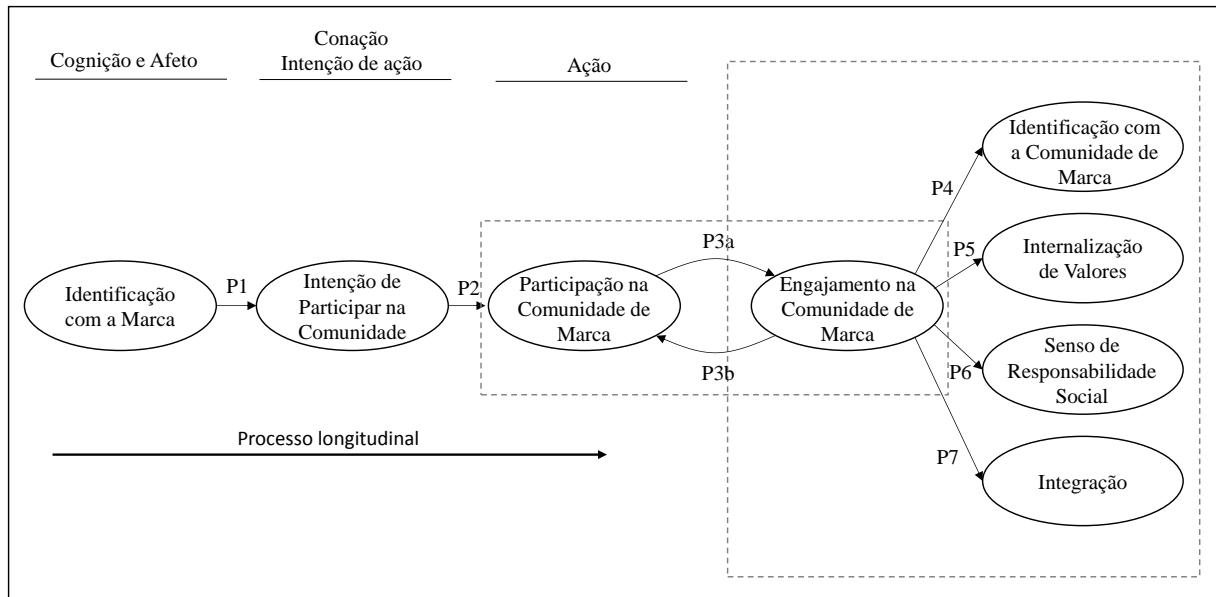 Cognição e Afeto
Conação
Intenção de ação
Ação
Identificação com
a Comunidade de
Marca
P4
P3a
P5
Internalização
de Valores
Identificação
com a Marca
P1
Intenção de
Participar na
Comunidade
P2
Participação na
Comunidade de
Marca
Engajamento na
Comunidade de
Marca
P3b
P6
Senso de
Responsabilidade
Social
Processo longitudinal
P7
Integração